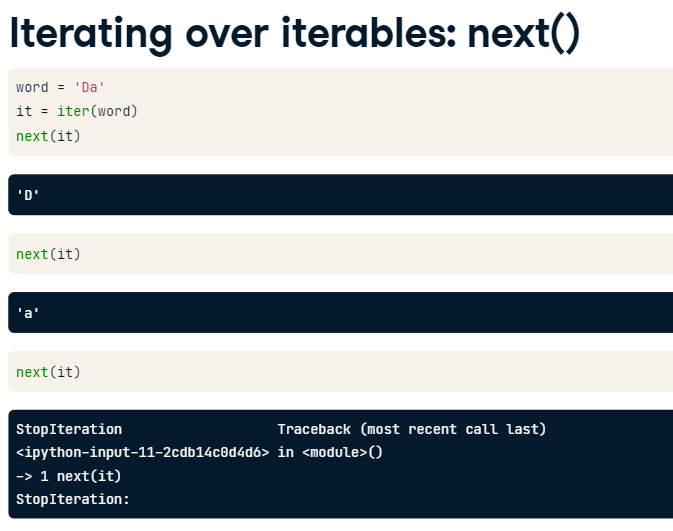 Iterating over iterables: next()
word = 'Da'
it = iter(word)
next(it)
'D'
next(it)
'a'
next(it)
StopIteration                   Traceback (most recent call last)
<ipython-input-11-2cdb14c0d4d6> in <module>()
-> 1 next(it)
StopIteration: